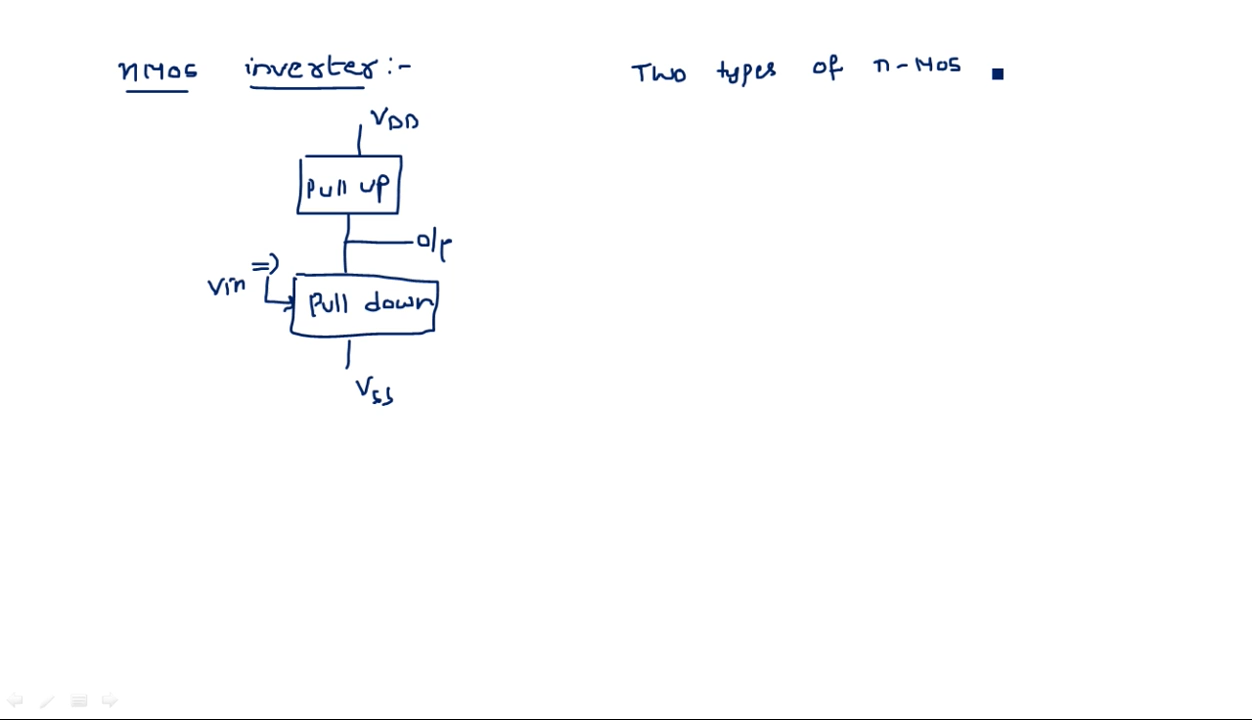 nMos inverter :-
VDD
Pull up
o/p
Vin =>
Pull down
Vss
Two types of n-Mos